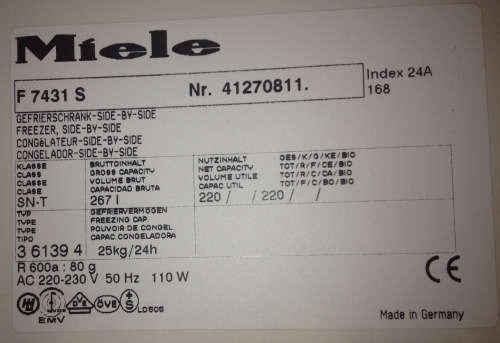 Miele
F 7431 S Nr. 41270811. Index 24A
168
GEFRIERSCHRANK-SIDE-BY-SIDE
FREEZER, SIDE-BY-SIDE
CONGÉLATEUR-SIDE-BY-SIDE
CONGELADOR-SIDE-BY-SIDE
KLASSE BRUTTOINHALT NUTZINHALT GES/K/G/KE/BIO
CLASS GROSS CAPACITY NET CAPACITY TOT/R/F/CE/BIO
CLASSE VOLUME BRUT VOLUME UTILE TOT/R/C/CA/BIO
CLASE CAPACIDAD BRUTA CAPAC.UTIL TOT/F/C/BO/BIO
SN-T 267 l 220 / / 220 / /
TYP GEFRIERVERMÖGEN
TYPE FREEZING CAP.
TYPE POUVOIR DE CONGEL
TIPO CAPAC.CONGELADORA
3 6139 4 25kg/24h
R 600a : 80 g
AC 220-230 V 50 Hz 110 W
CE
EMV VDE ÖVE +S LD605
Made in Germany